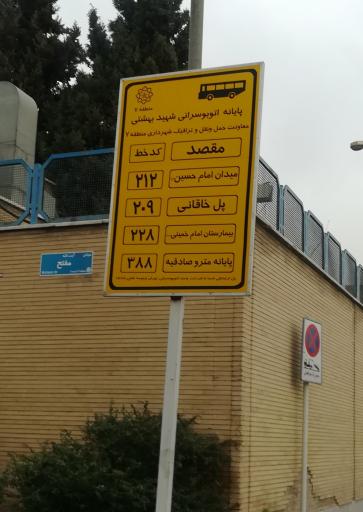 منطقه ۷
پایانه اتوبوسرانی شهید بهشتی
معاونت حمل ونقل و ترافیک شهرداری منطقه ۷
مقصد
کد خط
میدان امام حسین
۲۱۲
پل خاقانی
۲۰۹
بیمارستان امام خمینی
۲۲۸
پایانه مترو صادقیه
۳۸۸
مفتح